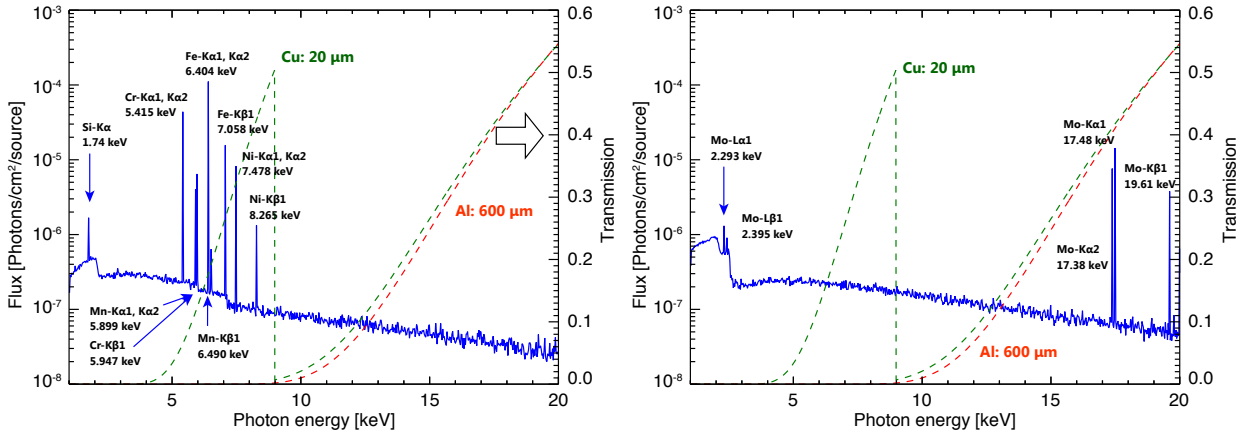 Flux [Photons/cm²/source]
10⁻³
10⁻⁴
10⁻⁵
10⁻⁶
10⁻⁷
10⁻⁸
Fe-Kα1, Kα2
6.404 keV
Cu: 20 μm
Cr-Kα1, Kα2
5.415 keV
Si-Kα
1.74 keV
Fe-Kβ1
7.058 keV
Ni-Kα1, Kα2
7.478 keV
Ni-Kβ1
8.265 keV
Al: 600 μm
Mn-Kα1, Kα2
5.899 keV
Cr-Kβ1
5.947 keV
Mn-Kβ1
6.490 keV
0.6
0.5
0.4
0.3
0.2
0.1
0.0
Transmission
5 10 15 20
Photon energy [keV]
Flux [Photons/cm²/source]
10⁻³
10⁻⁴
10⁻⁵
10⁻⁶
10⁻⁷
10⁻⁸
Cu: 20 μm
Mo-Lα1
2.293 keV
Mo-Lβ1
2.395 keV
Mo-Kα1
17.48 keV
Mo-Kβ1
19.61 keV
Mo-Kα2
17.38 keV
Al: 600 μm
0.6
0.5
0.4
0.3
0.2
0.1
0.0
Transmission
5 10 15 20
Photon energy [keV]